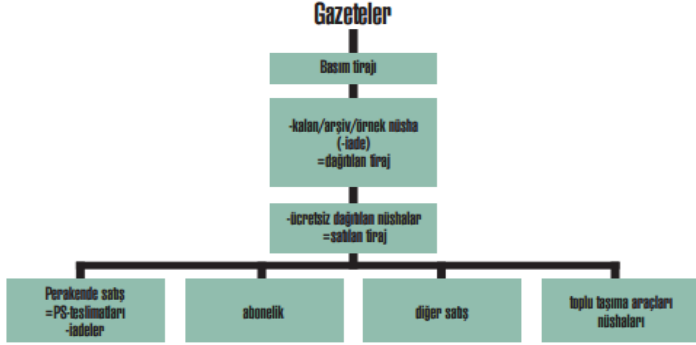 Gazeteler
Basım tirajı
-kalan/arşiv/örnek nüsha
(-iade)
=dağıtılan tiraj
-ücretsiz dağıtılan nüshalar
=satılan tiraj
Perakende satış
=PS-teslimatları
-iadeler
abonelik
diğer satış
toplu taşıma araçları
nüshaları